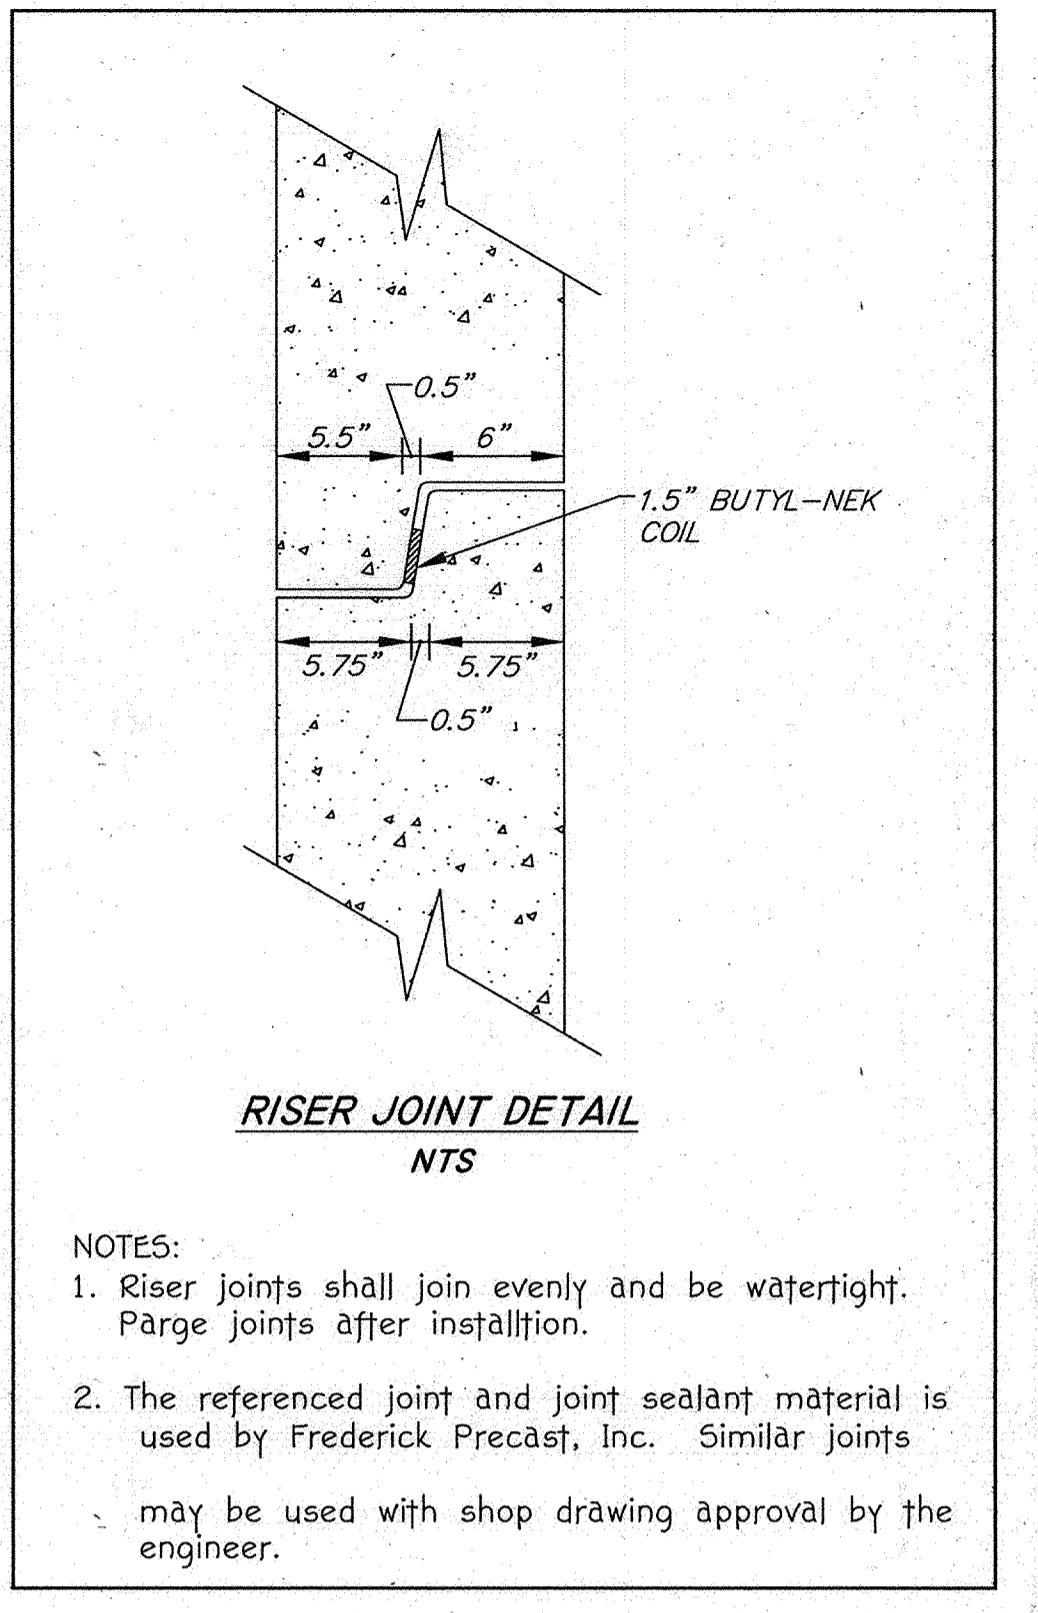 0.5”
5.5”
6”
1.5” BUTYL–NEK
COIL
5.75”
5.75”
0.5”
RISER JOINT DETAIL
NTS
NOTES:
1. Riser joints shall join evenly and be watertight.
Parge joints after installtion.
2. The referenced joint and joint sealant material is
used by Frederick Precast, Inc. Similar joints
may be used with shop drawing approval by the
engineer.